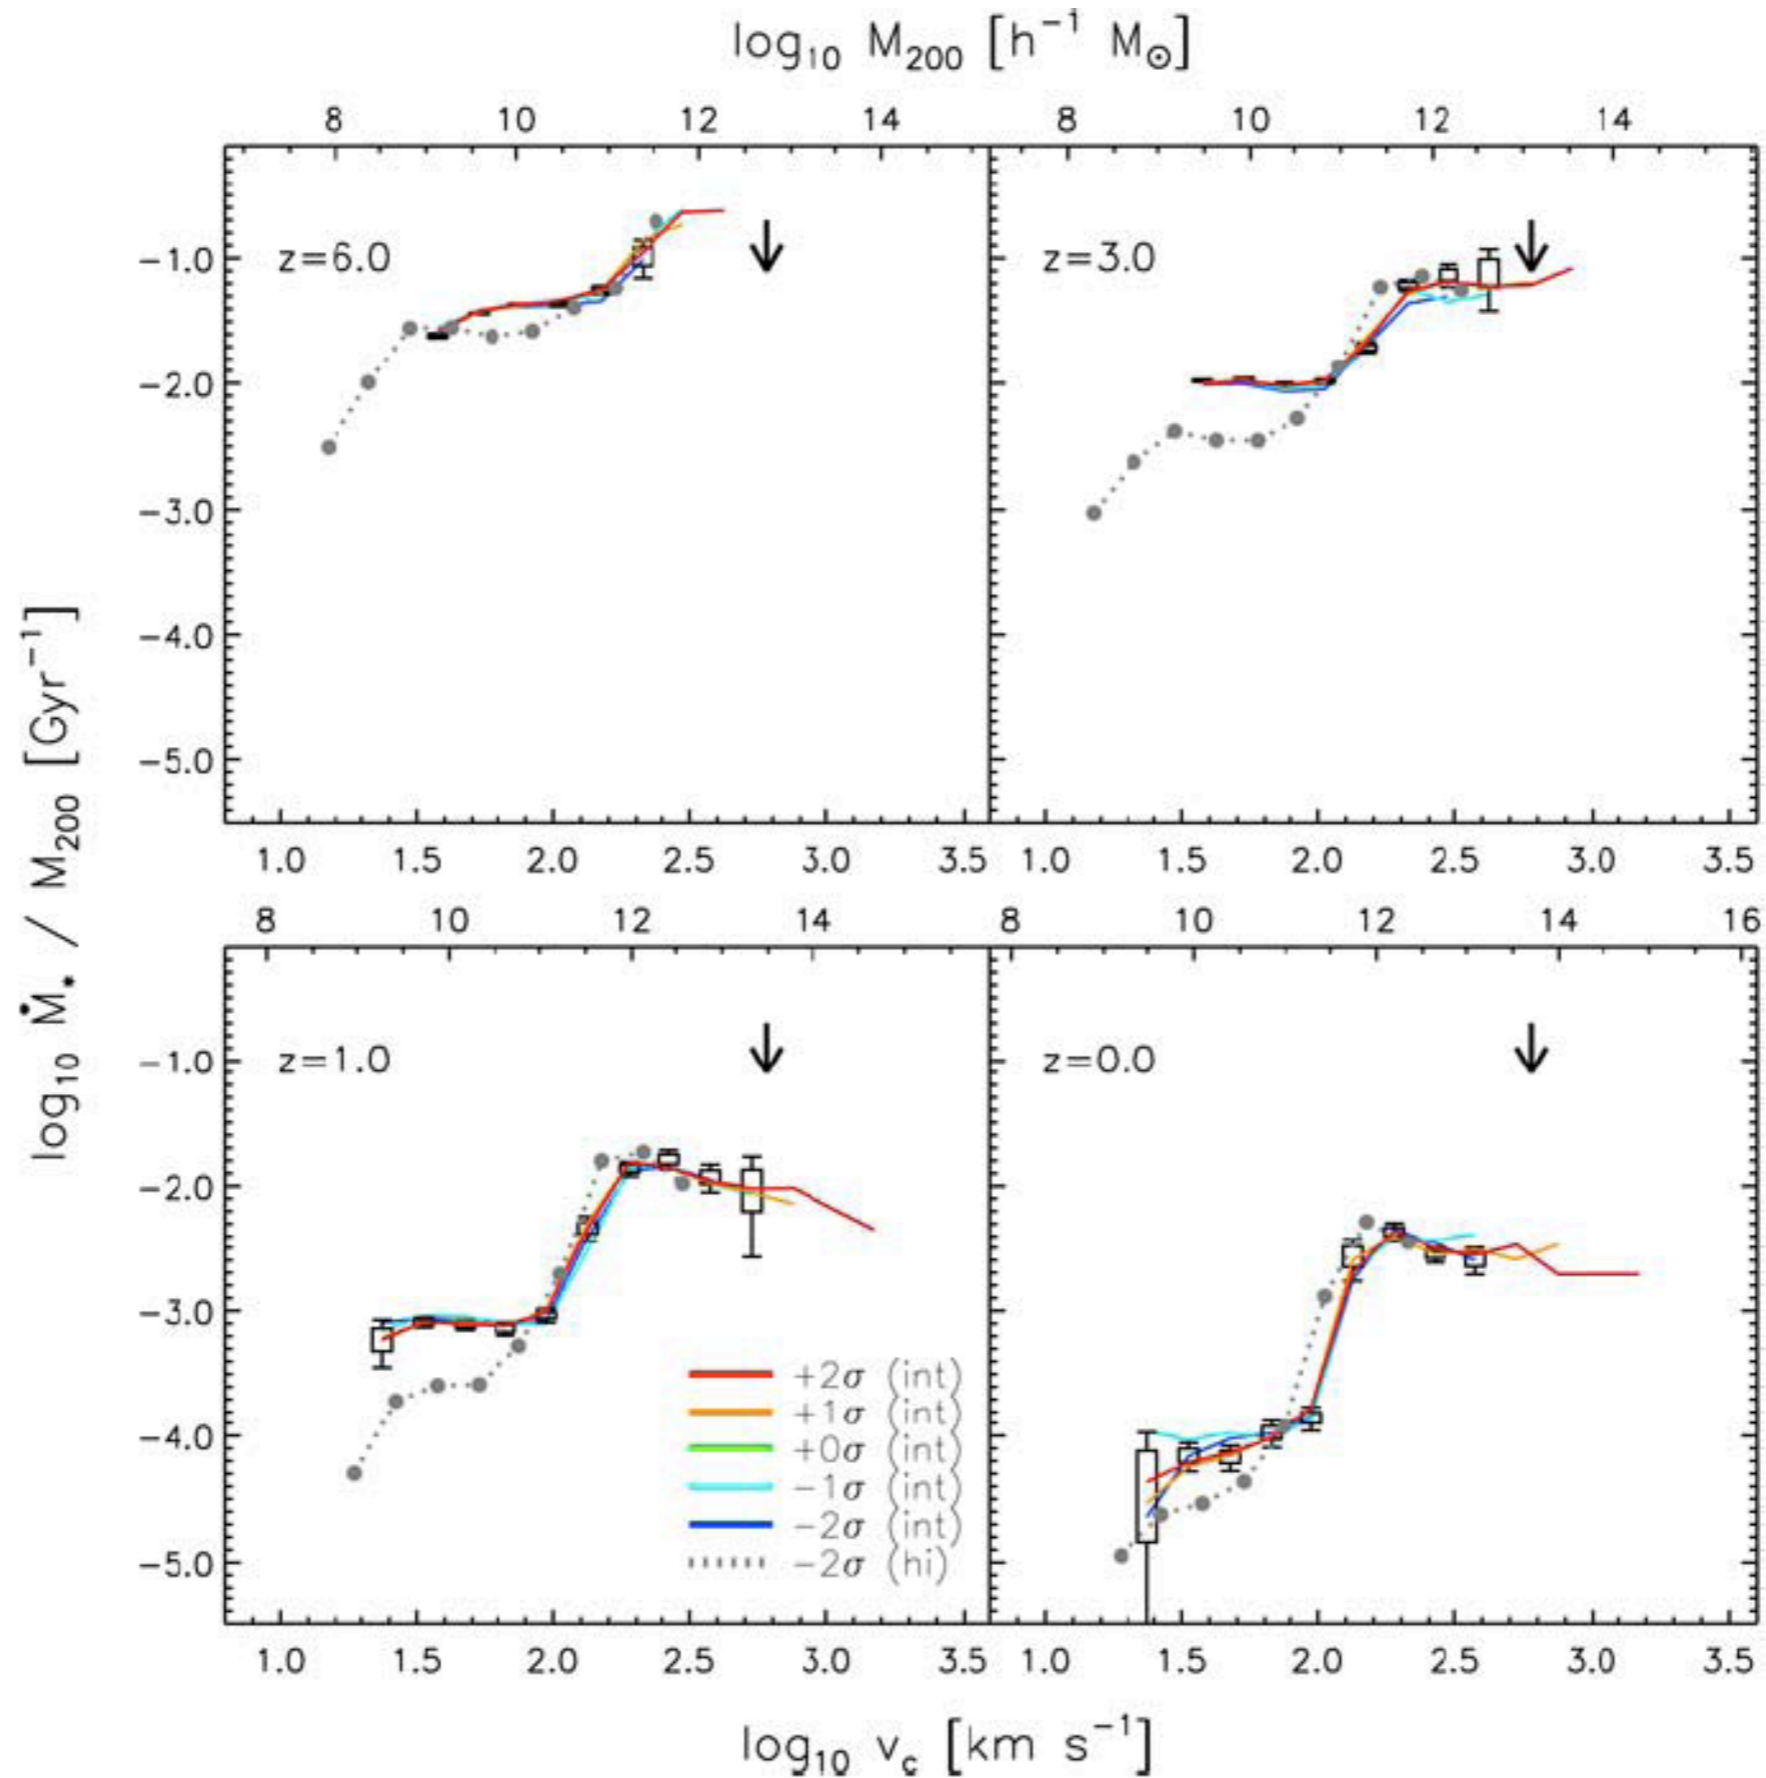 log₁₀ M₂₀₀ [h⁻¹ M☉]
8 10 12 14 8 10 12 14
z=6.0 z=3.0
−1.0
−2.0
−3.0
−4.0
−5.0
1.0 1.5 2.0 2.5 3.0 3.5 1.0 1.5 2.0 2.5 3.0 3.5
log₁₀ Ṁ⋆ / M₂₀₀ [Gyr⁻¹]
8 10 12 14 8 10 12 14 16
z=1.0 z=0.0
−1.0
−2.0
−3.0
−4.0
−5.0
+2σ (int)
+1σ (int)
+0σ (int)
−1σ (int)
−2σ (int)
−2σ (hi)
1.0 1.5 2.0 2.5 3.0 3.5 1.0 1.5 2.0 2.5 3.0 3.5
log₁₀ v_c [km s⁻¹]